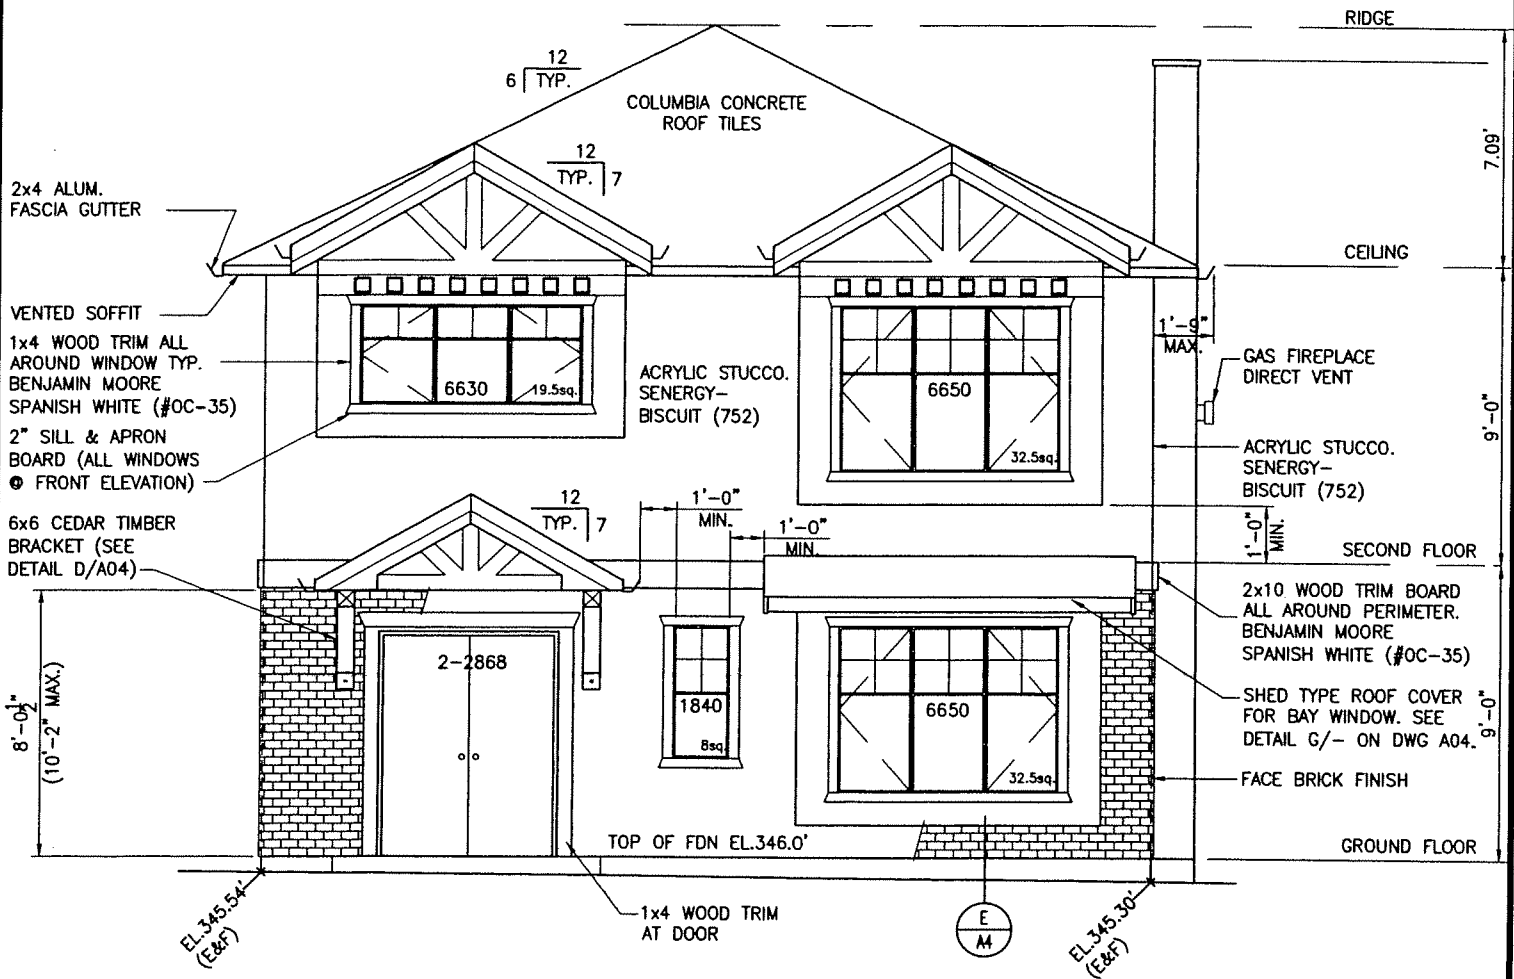 RIDGE
12
6 TYP.
COLUMBIA CONCRETE
ROOF TILES
7.09'
12
TYP. 7
2x4 ALUM.
FASCIA GUTTER
CEILING
VENTED SOFFIT
1x4 WOOD TRIM ALL
AROUND WINDOW TYP.
BENJAMIN MOORE
SPANISH WHITE (#OC-35)
2" SILL & APRON
BOARD (ALL WINDOWS
@ FRONT ELEVATION)
6630
19.5sq.
ACRYLIC STUCCO.
SENERGY-
BISCUIT (752)
6650
32.5sq.
1'-9"
MAX.
GAS FIREPLACE
DIRECT VENT
9'-0"
ACRYLIC STUCCO.
SENERGY-
BISCUIT (752)
6x6 CEDAR TIMBER
BRACKET (SEE
DETAIL D/A04)
12
TYP. 7
1'-0"
MIN.
1'-0"
MIN.
1'-0"
MIN.
SECOND FLOOR
2x10 WOOD TRIM BOARD
ALL AROUND PERIMETER.
BENJAMIN MOORE
SPANISH WHITE (#OC-35)
SHED TYPE ROOF COVER
FOR BAY WINDOW. SEE
DETAIL G/- ON DWG A04.
9'-0"
FACE BRICK FINISH
8'-0 1/2"
(10'-2" MAX.)
2-2868
1840
8sq.
6650
32.5sq.
TOP OF FDN EL.346.0'
GROUND FLOOR
1x4 WOOD TRIM
AT DOOR
EL.345.54'
(E&F)
E
A4
EL.345.30'
(E&F)